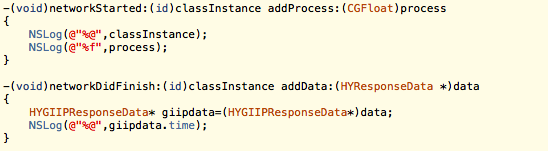 -(void)networkStarted:(id)classInstance addProcess:(CGFloat)process
{
    NSLog(@"%@",classInstance);
    NSLog(@"%f",process);
}
-(void)networkDidFinish:(id)classInstance addData:(HYResponseData *)data
{
    HYGIIPResponseData* giipdata=(HYGIIPResponseData*)data;
    NSLog(@"%@",giipdata.time);
}